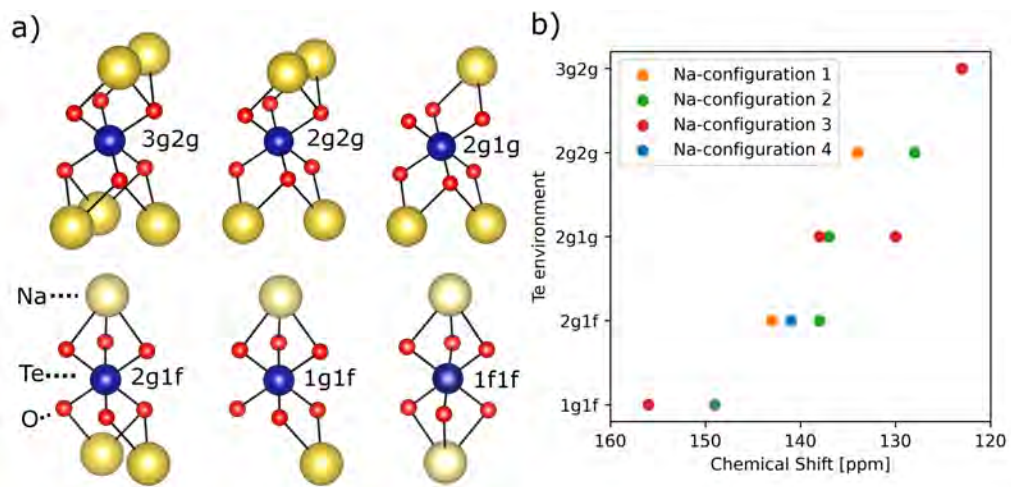 a)
3g2g
2g2g
2g1g
Na
Te
O
2g1f
1g1f
1f1f
b)
Na-configuration 1
Na-configuration 2
Na-configuration 3
Na-configuration 4
Te environment
3g2g
2g2g
2g1g
2g1f
1g1f
160 150 140 130 120
Chemical Shift [ppm]